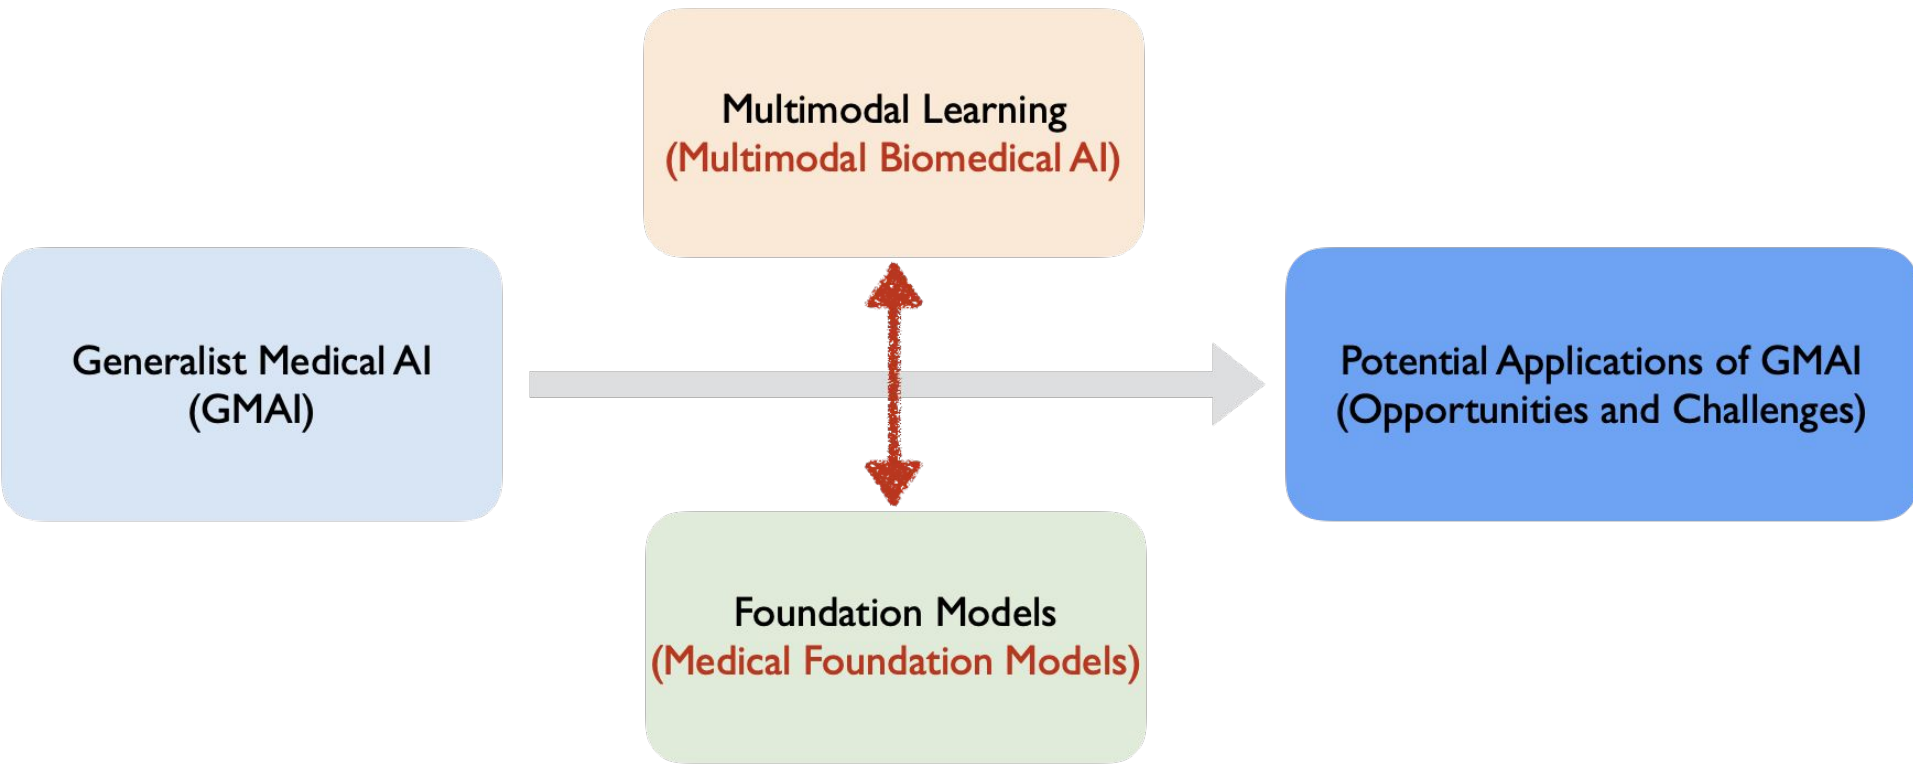 Multimodal Learning
(Multimodal Biomedical AI)
Generalist Medical AI
(GMAI)
Potential Applications of GMAI
(Opportunities and Challenges)
Foundation Models
(Medical Foundation Models)